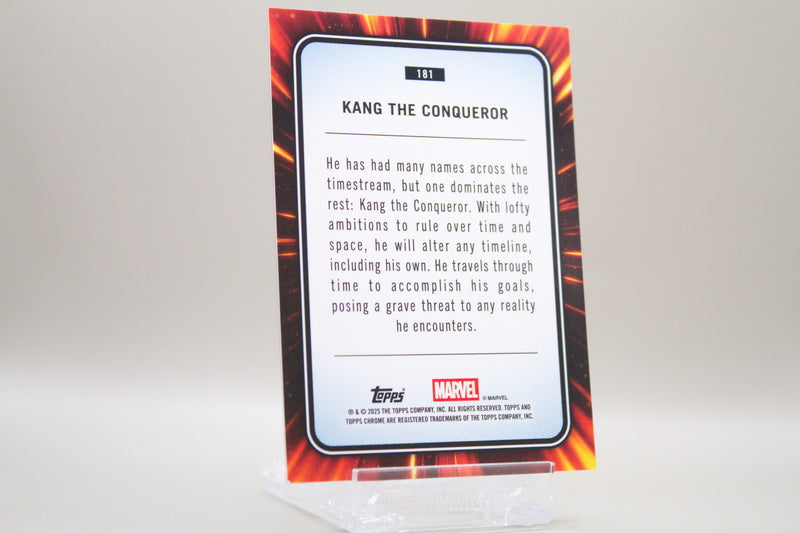 181
KANG THE CONQUEROR
He has had many names across the
timestream, but one dominates the
rest: Kang the Conqueror. With lofty
ambitions to rule over time and
space, he will alter any timeline,
including his own. He travels through
time to accomplish his goals,
posing a grave threat to any reality
he encounters.
Topps® MARVEL © MARVEL
® & © 2025 THE TOPPS COMPANY, INC. ALL RIGHTS RESERVED. TOPPS AND
TOPPS CHROME ARE REGISTERED TRADEMARKS OF THE TOPPS COMPANY, INC.